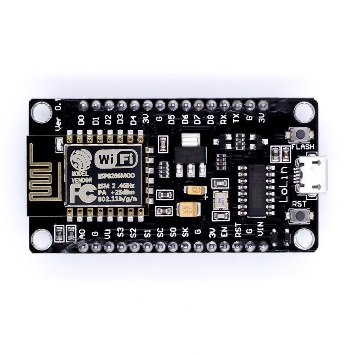 Ver 0.1
D0 D1 D2 D3 D4 3V G D5 D6 D7 D8 RX TX G 3V
FLASH
WiFi
MODEL
VENDOR
ESP8266MOD
ISM 2.4GHz
PA +25dBm
802.11b/g/n
FC
LoLin
RST
A0 G VU S3 S2 S1 SC S0 SK G 3V EN RST G VIN